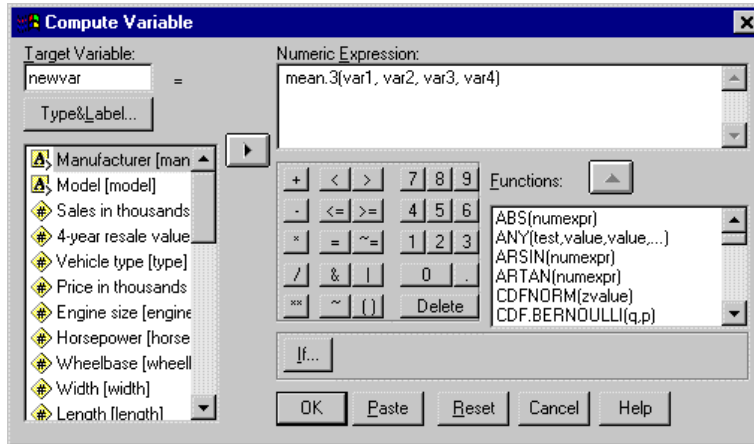 Compute Variable
Target Variable:
newvar
=
Type&Label...
Numeric Expression:
mean.3(var1, var2, var3, var4)
Manufacturer [man
Model [model]
Sales in thousands
4-year resale value
Vehicle type [type]
Price in thousands
Engine size [engine
Horsepower [horse
Wheelbase [wheell
Width [width]
Length [length]
+ < > 7 8 9
- <= >= 4 5 6
* = ~= 1 2 3
/ & | 0 .
** ~ () Delete
Functions:
ABS(numexpr)
ANY(test,value,value,...)
ARSIN(numexpr)
ARTAN(numexpr)
CDFNORM(zvalue)
CDF.BERNOULLI(q,p)
If...
OK Paste Reset Cancel Help